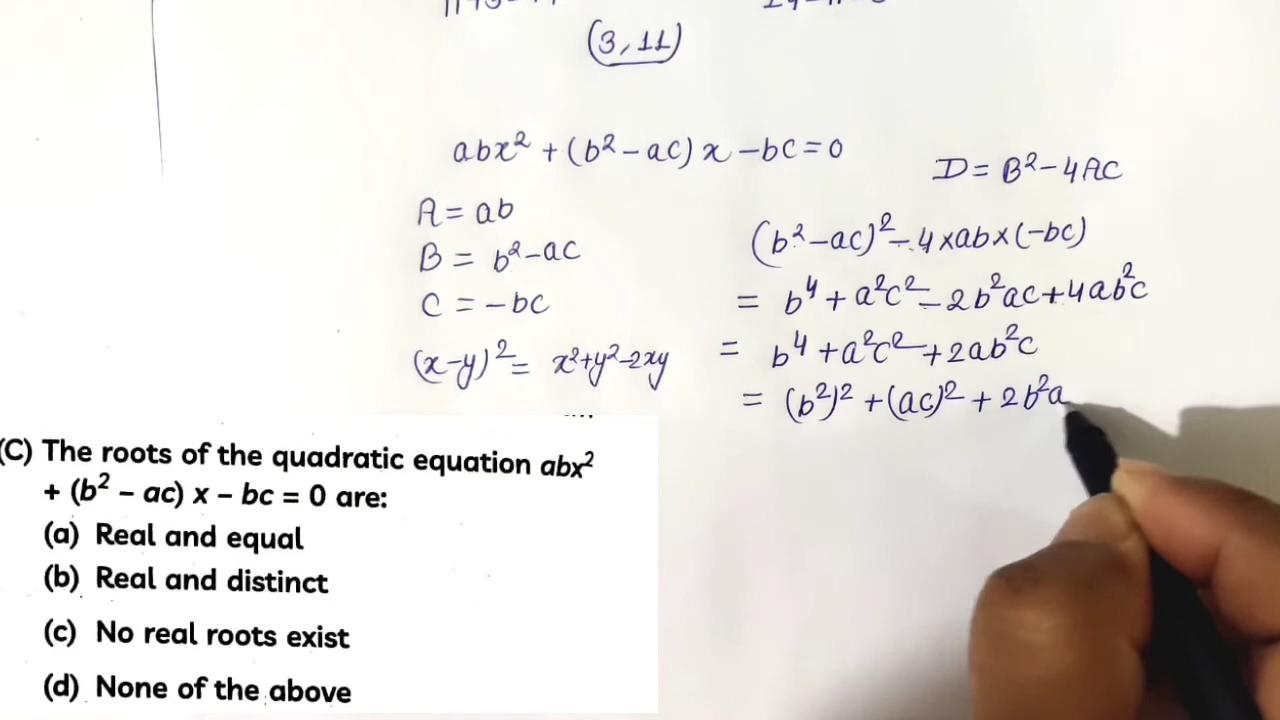 (3, 11)
abx² + (b² – ac) x – bc = 0
D = B² – 4AC
A = ab
B = b² – ac
C = – bc
(x–y)² = x²+y²–2xy
(b² – ac)² – 4 x ab x (–bc)
= b⁴ + a²c² – 2b²ac + 4ab²c
= b⁴ + a²c² + 2ab²c
= (b²)² + (ac)² + 2b²a
(C) The roots of the quadratic equation abx²
+ (b² – ac) x – bc = 0 are:
(a) Real and equal
(b) Real and distinct
(c) No real roots exist
(d) None of the above